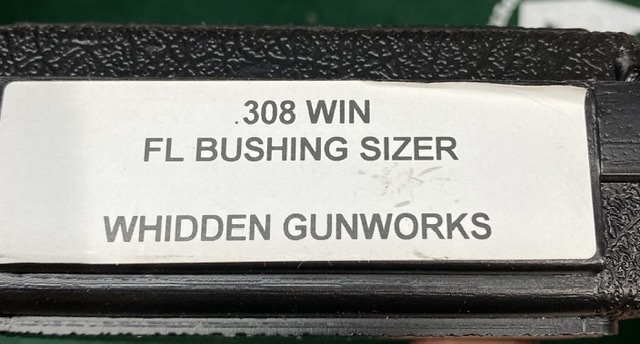 .308 WIN
FL BUSHING SIZER
WHIDDEN GUNWORKS